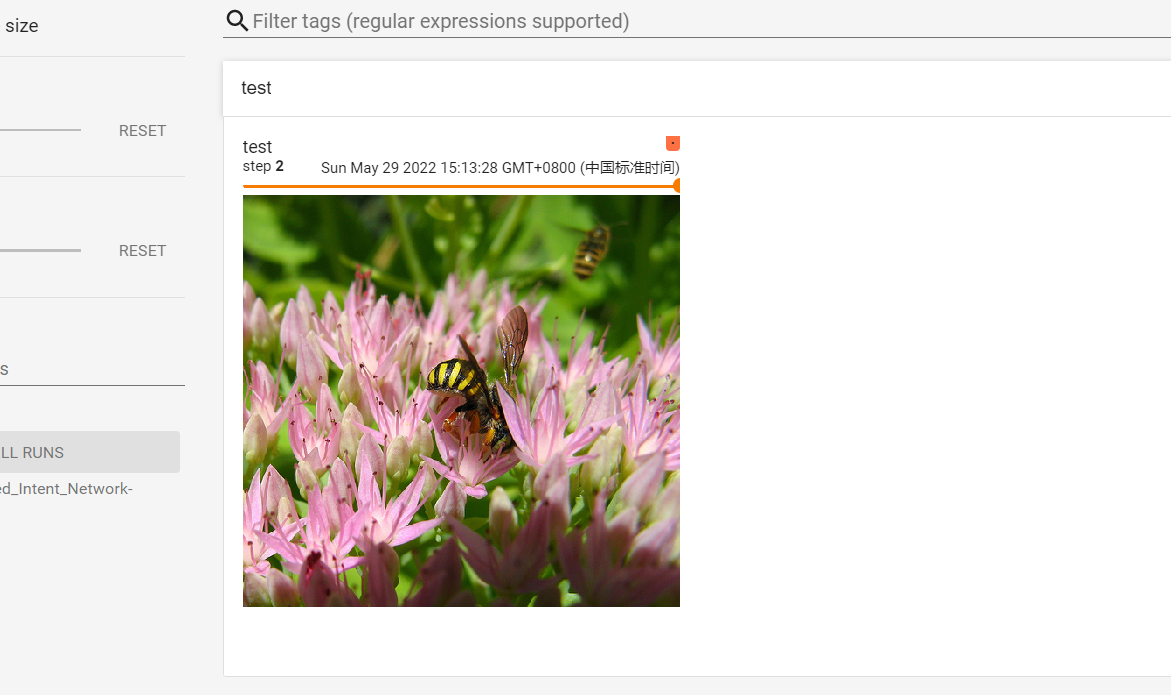 size
Filter tags (regular expressions supported)
test
RESET
test
step 2
Sun May 29 2022 15:13:28 GMT+0800 (中国标准时间)
RESET
s
LL RUNS
ed_Intent_Network-